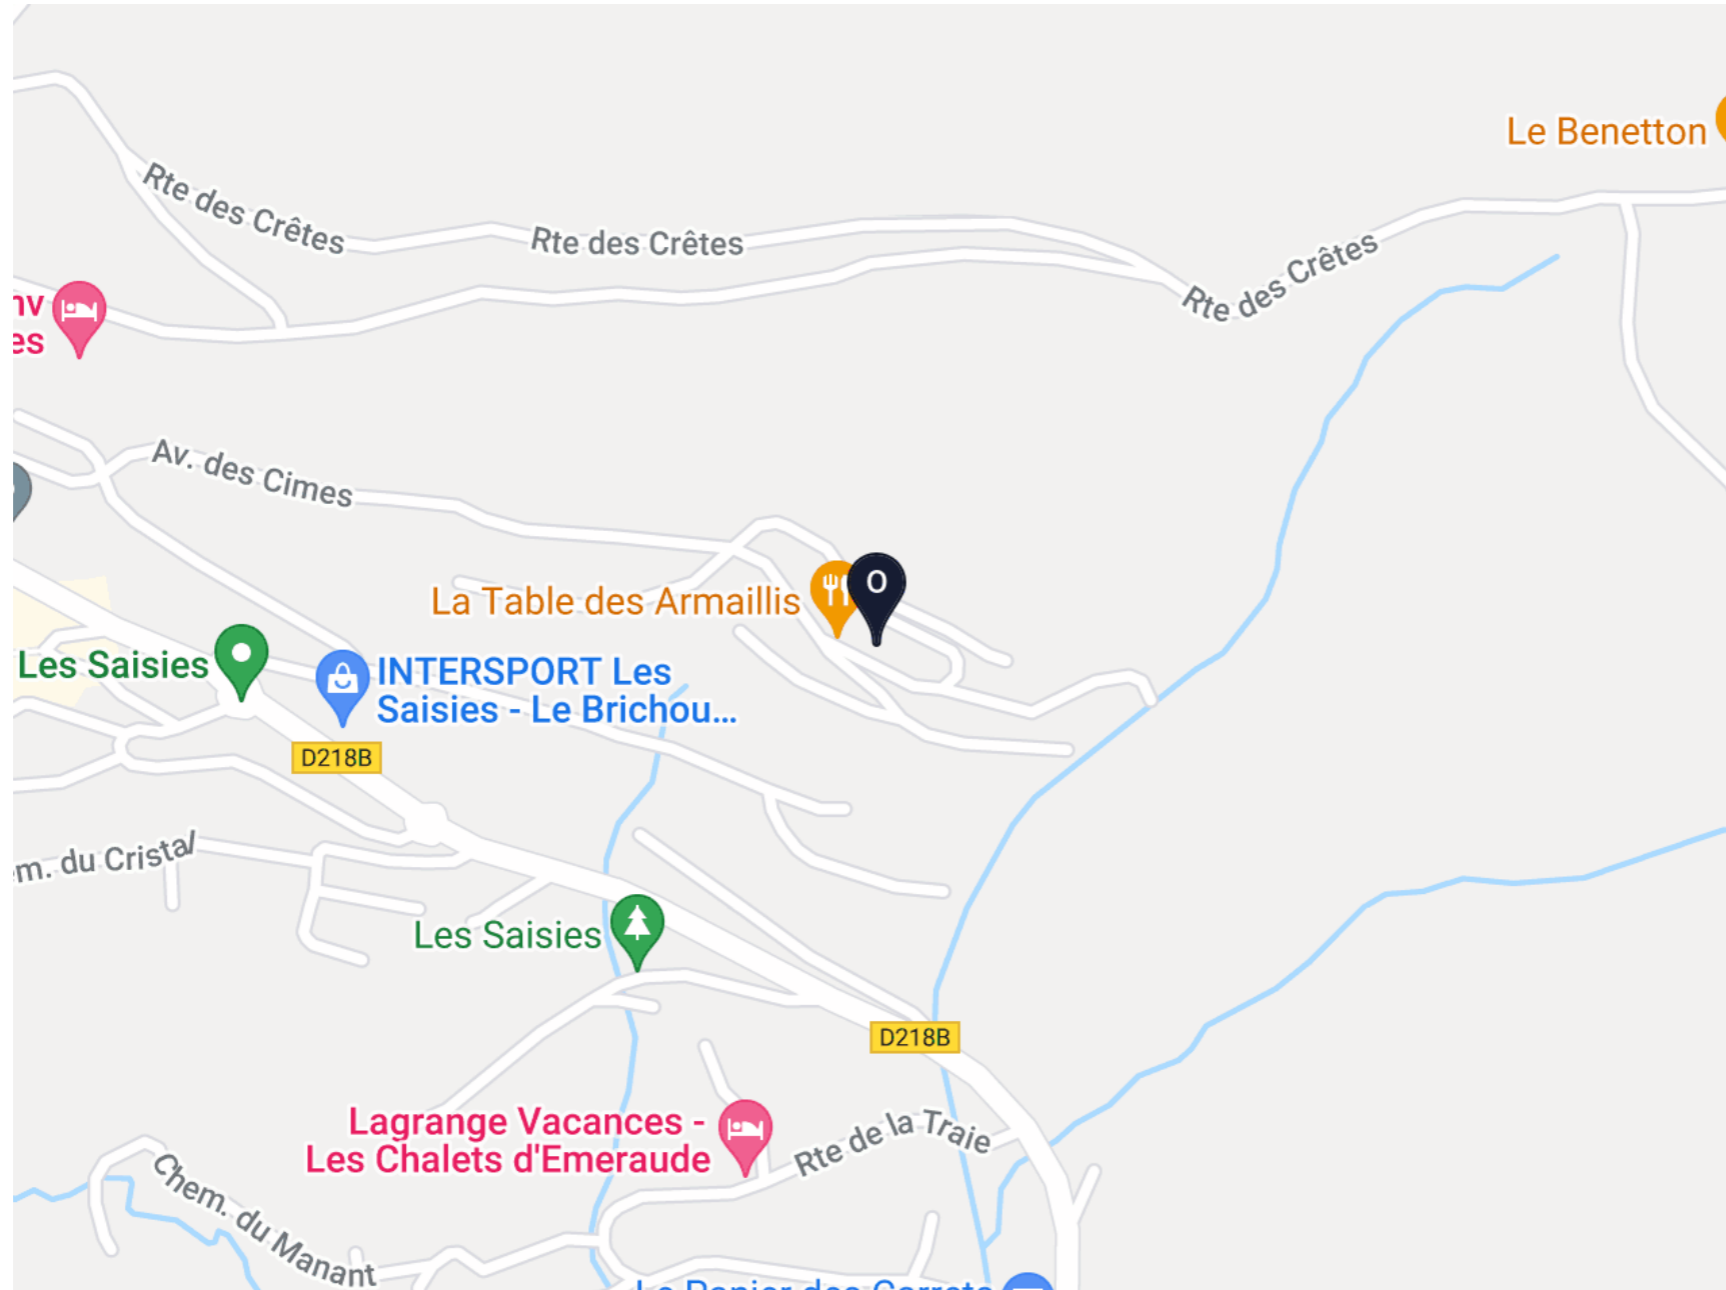 Le Benetton
Rte des Crêtes
Rte des Crêtes
Rte des Crêtes
nv
es
Av. des Cimes
O
La Table des Armaillis
Les Saisies
INTERSPORT Les
Saisies - Le Brichou...
D218B
m. du Cristal
Les Saisies
D218B
Lagrange Vacances -
Les Chalets d'Emeraude
Rte de la Traie
Chem. du Manant